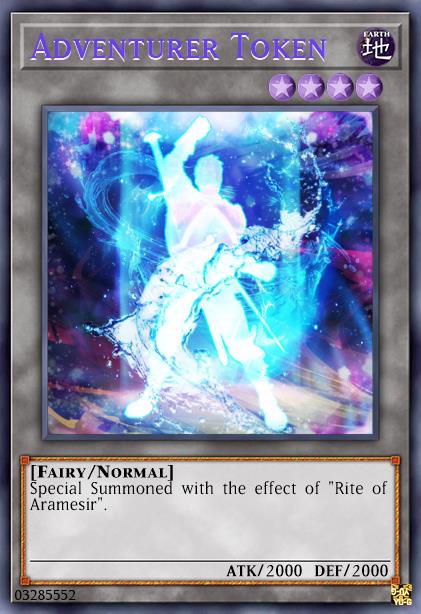 ADVENTURER TOKEN
EARTH
地
[FAIRY/NORMAL]
Special Summoned with the effect of "Rite of
Aramesir".
ATK/2000 DEF/2000
03285552